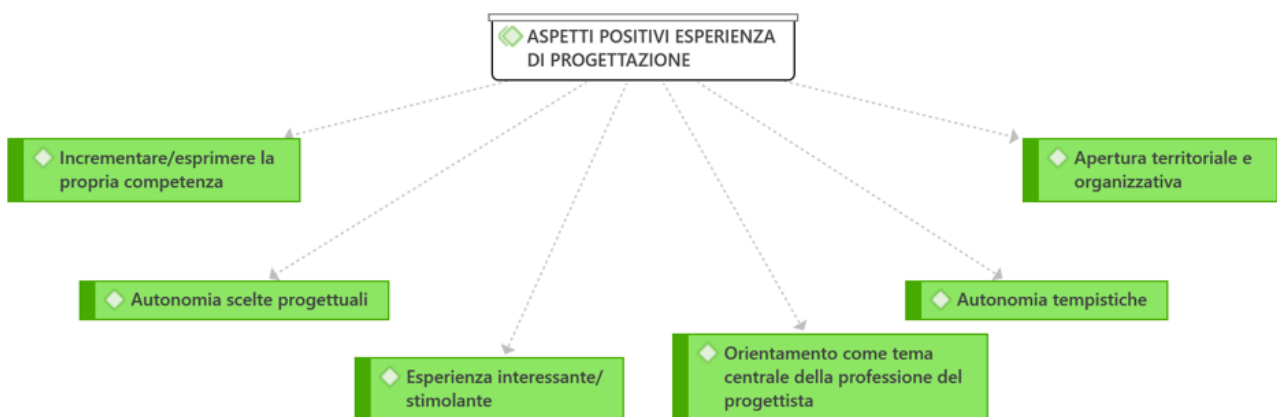 ASPETTI POSITIVI ESPERIENZA
DI PROGETTAZIONE
Incrementare/esprimere la
propria competenza
Apertura territoriale e
organizzativa
Autonomia scelte progettuali
Autonomia tempistiche
Esperienza interessante/
stimolante
Orientamento come tema
centrale della professione del
progettista